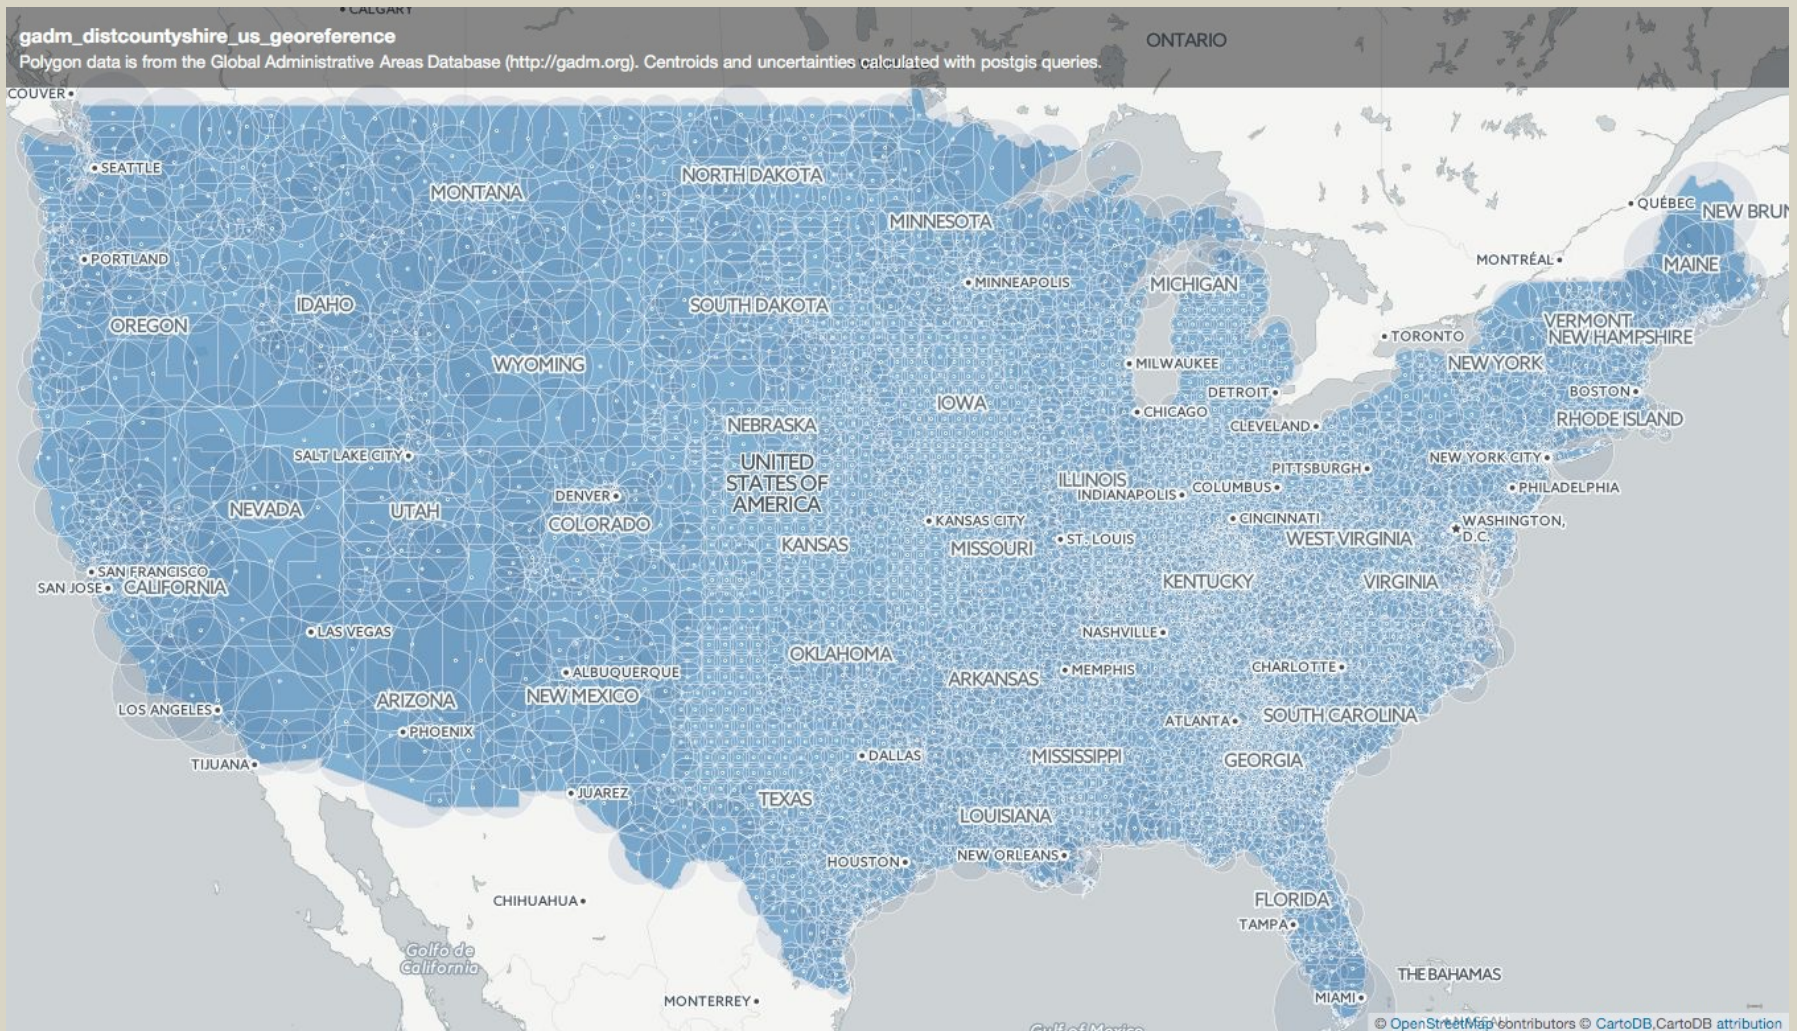 CALGARY
gadm_distcountyshire_us_georeference
Polygon data is from the Global Administrative Areas Database (http://gadm.org). Centroids and uncertainties calculated with postgis queries.
ONTARIO
COUVER
SEATTLE
MONTANA
NORTH DAKOTA
MINNESOTA
QUÉBEC
NEW BRUN
PORTLAND
MONTRÉAL
MAINE
MINNEAPOLIS
MICHIGAN
IDAHO
SOUTH DAKOTA
OREGON
VERMONT
NEW HAMPSHIRE
TORONTO
WYOMING
MILWAUKEE
NEW YORK
DETROIT
BOSTON
IOWA
CHICAGO
RHODE ISLAND
NEBRASKA
CLEVELAND
SALT LAKE CITY
UNITED
STATES OF
AMERICA
NEW YORK CITY
PITTSBURGH
ILLINOIS
INDIANAPOLIS
COLUMBUS
PHILADELPHIA
DENVER
NEVADA
UTAH
COLORADO
KANSAS CITY
CINCINNATI
WASHINGTON,
D.C.
ST. LOUIS
WEST VIRGINIA
KANSAS
MISSOURI
SAN FRANCISCO
SAN JOSE
CALIFORNIA
KENTUCKY
VIRGINIA
LAS VEGAS
NASHVILLE
OKLAHOMA
ALBUQUERQUE
NEW MEXICO
ARKANSAS
MEMPHIS
CHARLOTTE
ARIZONA
LOS ANGELES
PHOENIX
ATLANTA
SOUTH CAROLINA
TIJUANA
DALLAS
MISSISSIPPI
GEORGIA
JUAREZ
TEXAS
LOUISIANA
HOUSTON
NEW ORLEANS
CHIHUAHUA
FLORIDA
TAMPA
Golfo de
California
THE BAHAMAS
MONTERREY
MIAMI
NASSAU
Gulf of Mexico
© OpenStreetMap contributors © CartoDB,CartoDB attribution